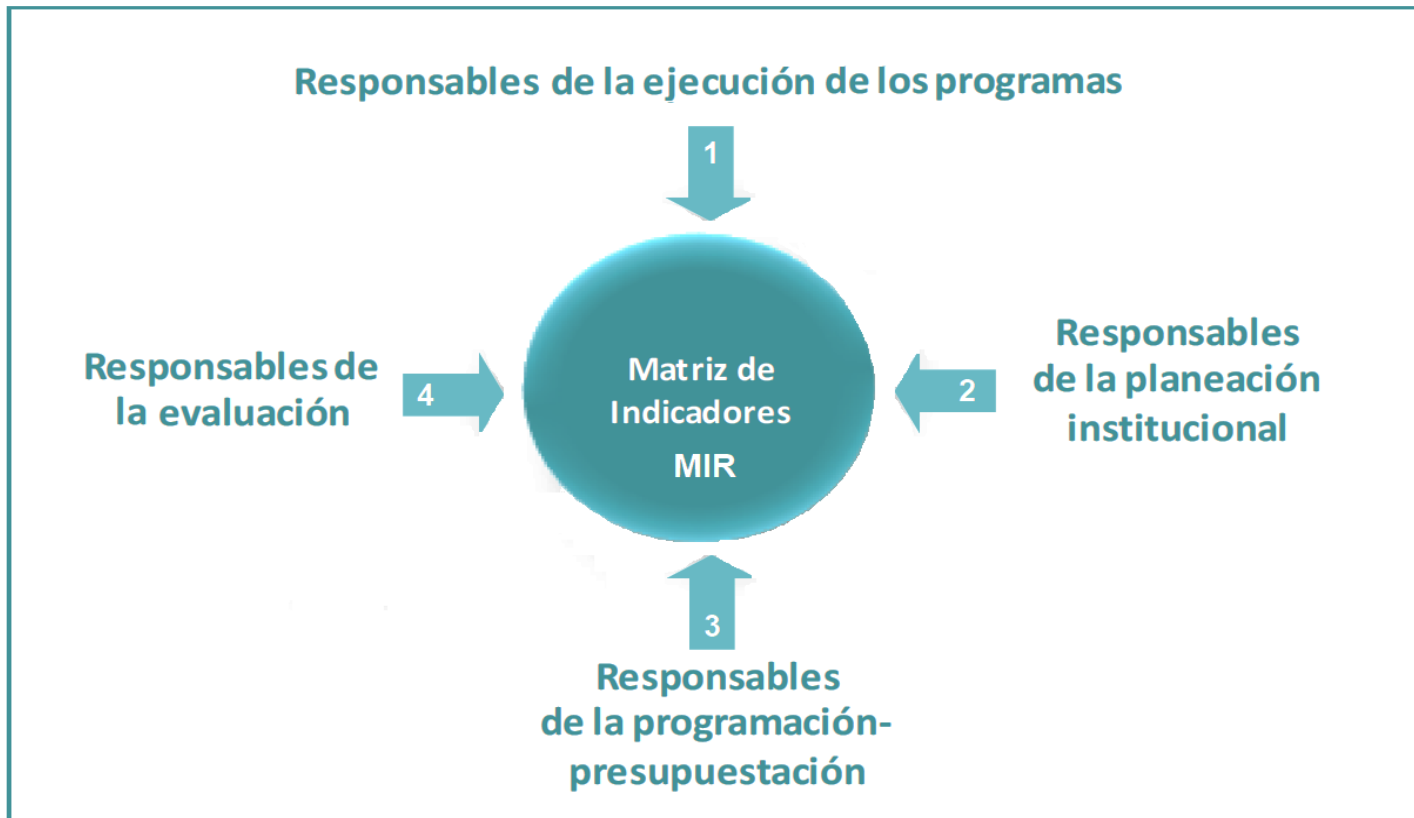 Responsables de la ejecución de los programas
1
Responsables de
la evaluación
4
Matriz de
Indicadores
MIR
2
Responsables
de la planeación
institucional
3
Responsables
de la programación-
presupuestación